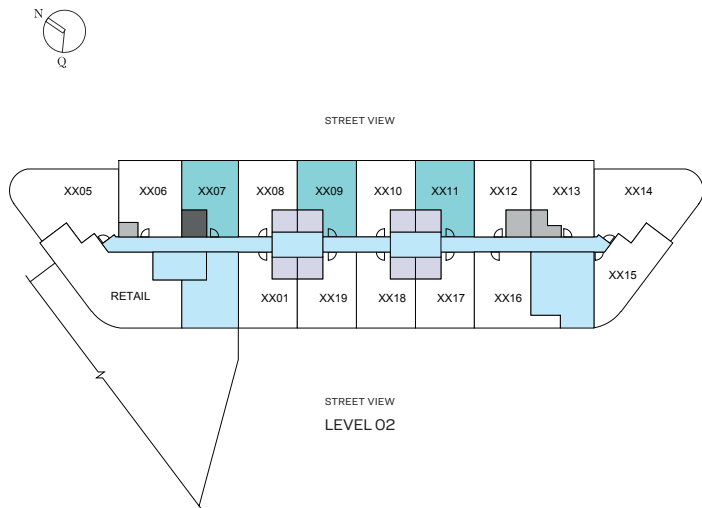 N
Q
STREET VIEW
XX05
XX06
XX07
XX08
XX09
XX10
XX11
XX12
XX13
XX14
RETAIL
XX01
XX19
XX18
XX17
XX16
XX15
STREET VIEW
LEVEL 02